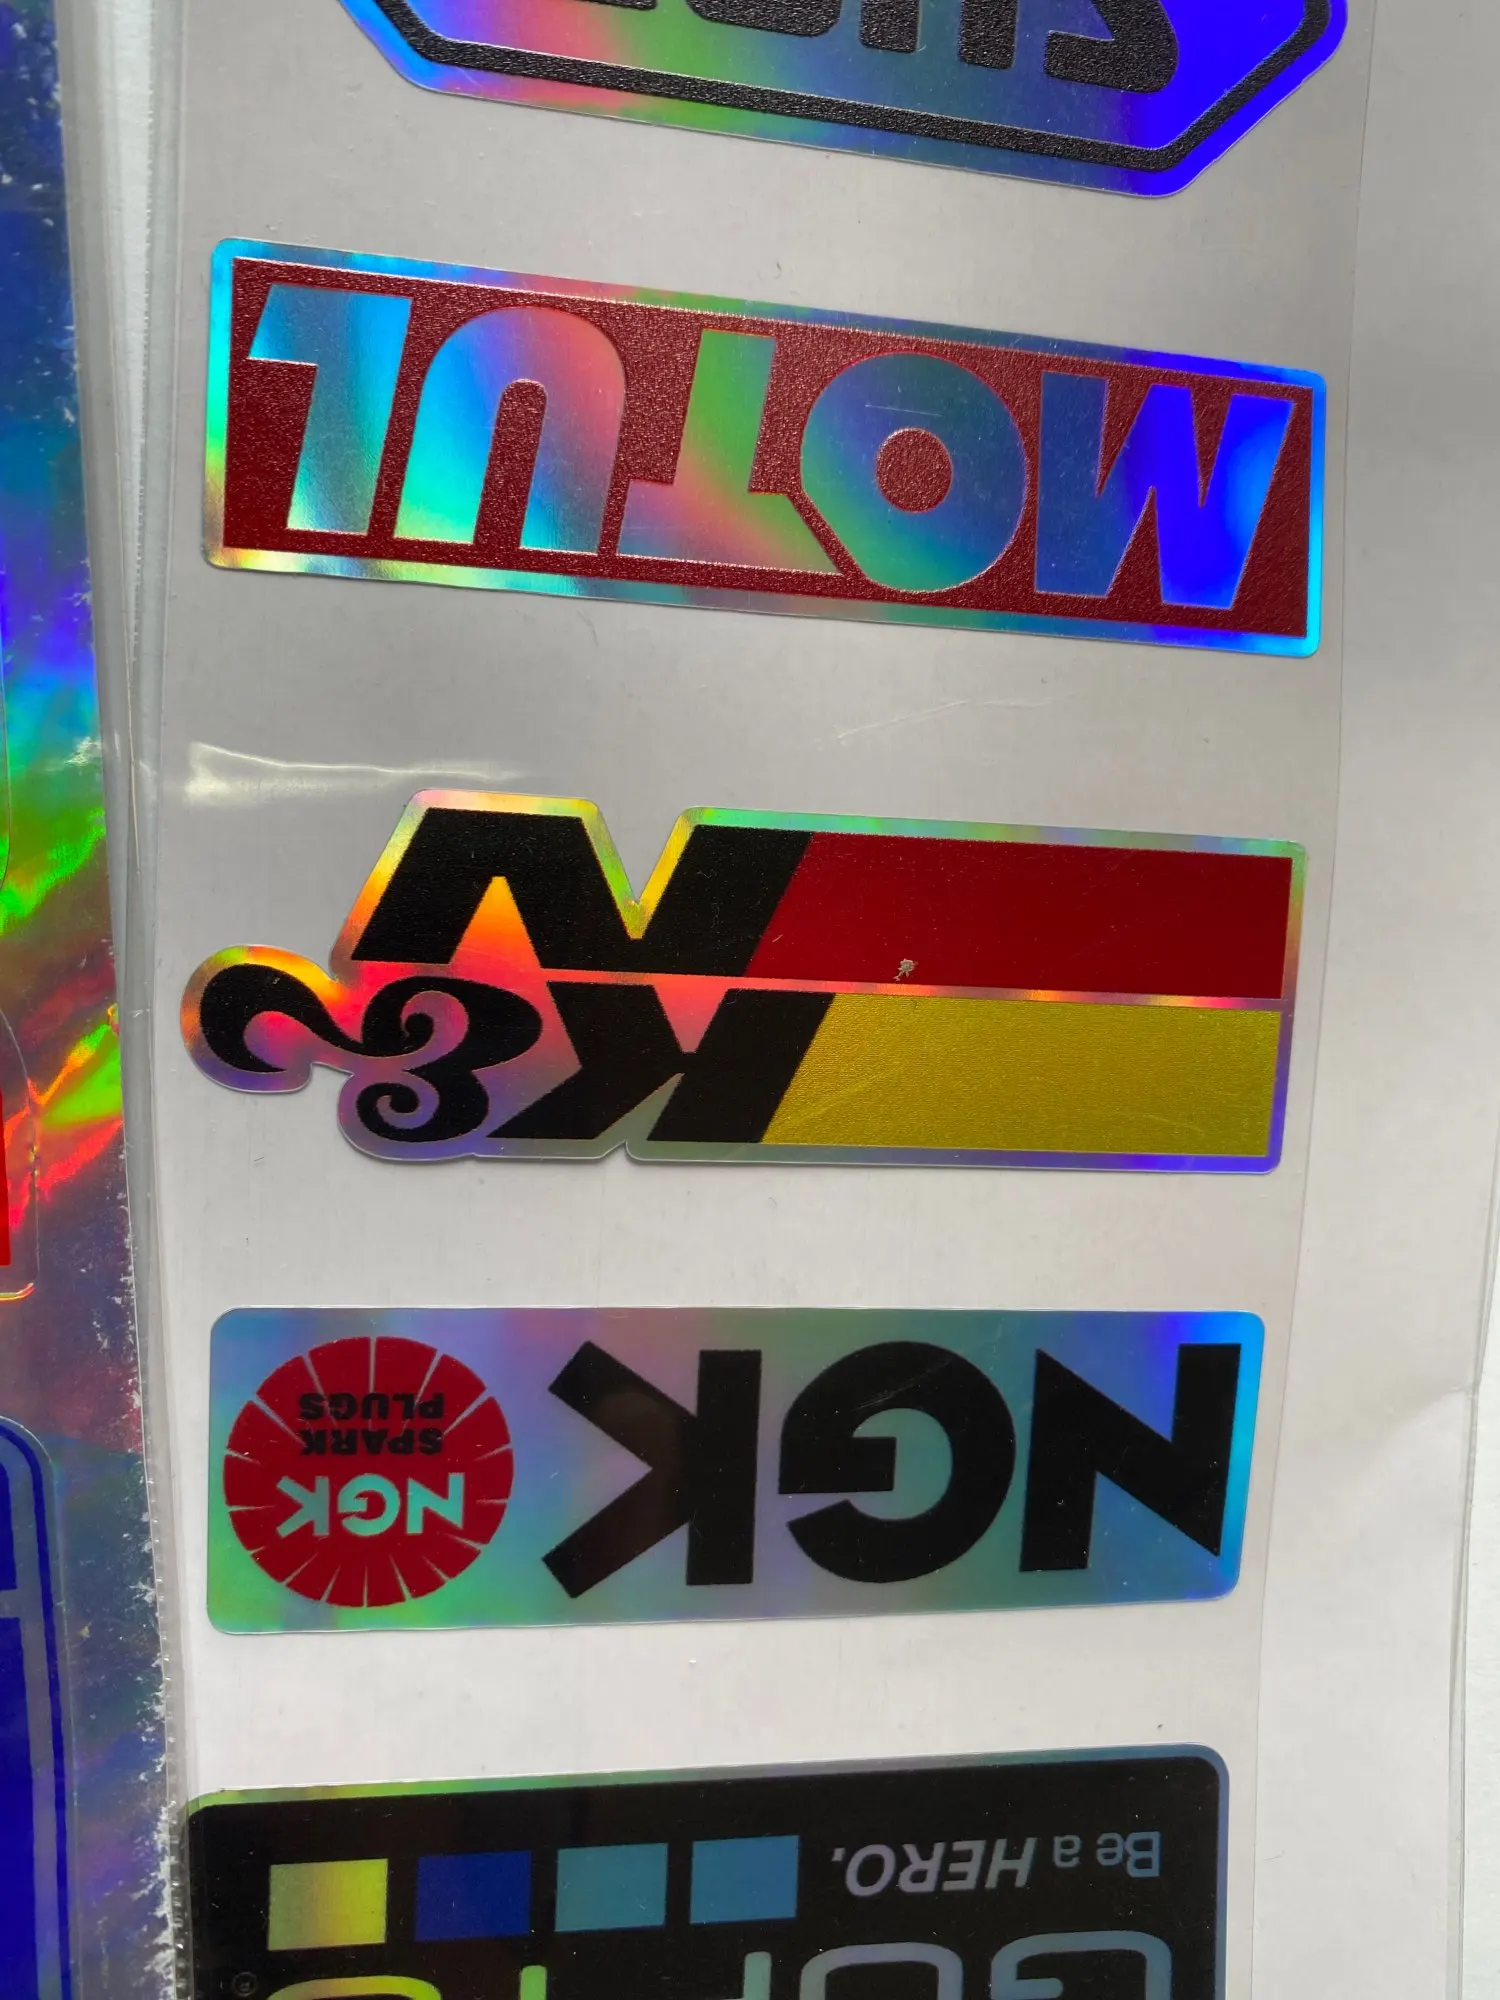 Be a HERO.
NGK
NGK
SPARK
PLUGS
K&N
MOTUL